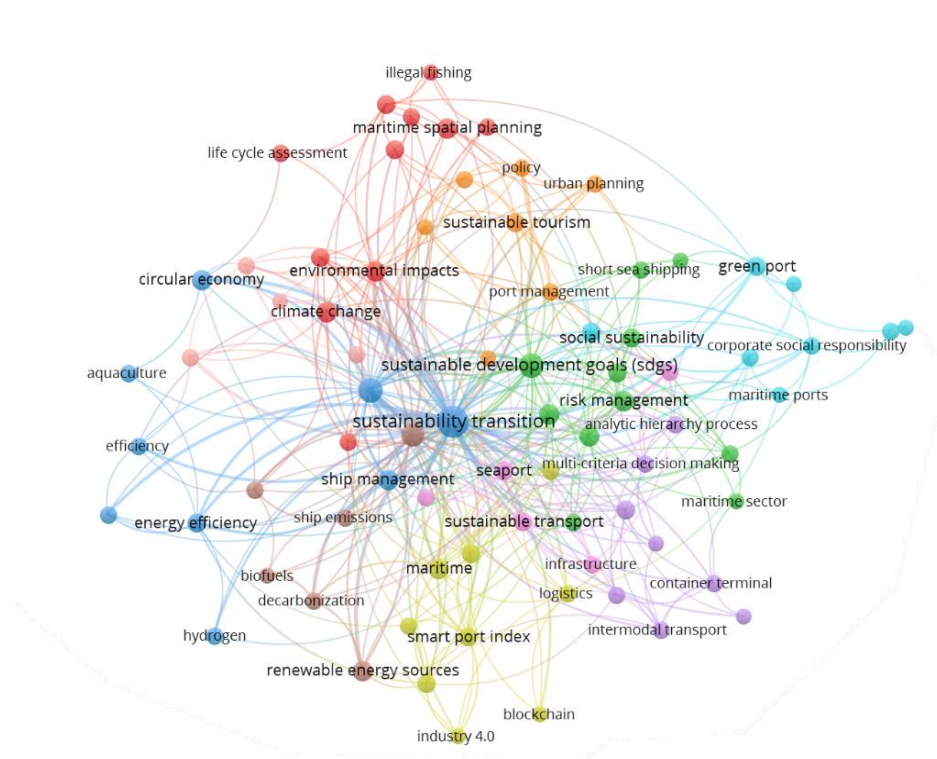 illegal fishing
maritime spatial planning
life cycle assessment
policy
urban planning
sustainable tourism
green port
short sea shipping
environmental impacts
circular economy
port management
climate change
social sustainability
corporate social responsibility
sustainable development goals (sdgs)
aquaculture
maritime ports
risk management
sustainability transition
analytic hierarchy process
efficiency
multi-criteria decision making
seaport
ship management
maritime sector
ship emissions
sustainable transport
energy efficiency
infrastructure
maritime
biofuels
container terminal
logistics
decarbonization
intermodal transport
hydrogen
smart port index
renewable energy sources
blockchain
industry 4.0